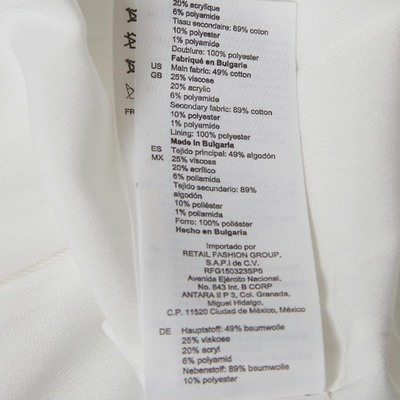 20% acrylique
6% polyamide
Tissu secondaire: 89% coton
10% polyester
1% polyamide
Doublure: 100% polyester
Fabriqué en Bulgarie
US Main fabric: 49% cotton
GB 25% viscose
20% acrylic
6% polyamide
Secondary fabric: 89% cotton
10% polyester
1% polyamide
Lining: 100% polyester
Made in Bulgaria
ES Tejido principal: 49% algodón
MX 25% viscosa
20% acrílico
6% poliamida
Tejido secundario: 89%
algodón
10% poliéster
1% poliamida
Forro: 100% poliéster
Hecho en Bulgaria
Importado por
RETAIL FASHION GROUP,
S.A.P.I de C.V.
RFG150323SP5
Avenida Ejército Nacional,
No. 843 Int. B CORP
ANTARA II P 3, Col. Granada,
Miguel Hidalgo,
C.P. 11520 Ciudad de México, México
DE Hauptstoff: 49% baumwolle
25% viskose
20% acryl
6% polyamid
Nebenstoff: 89% baumwolle
10% polyester
FR